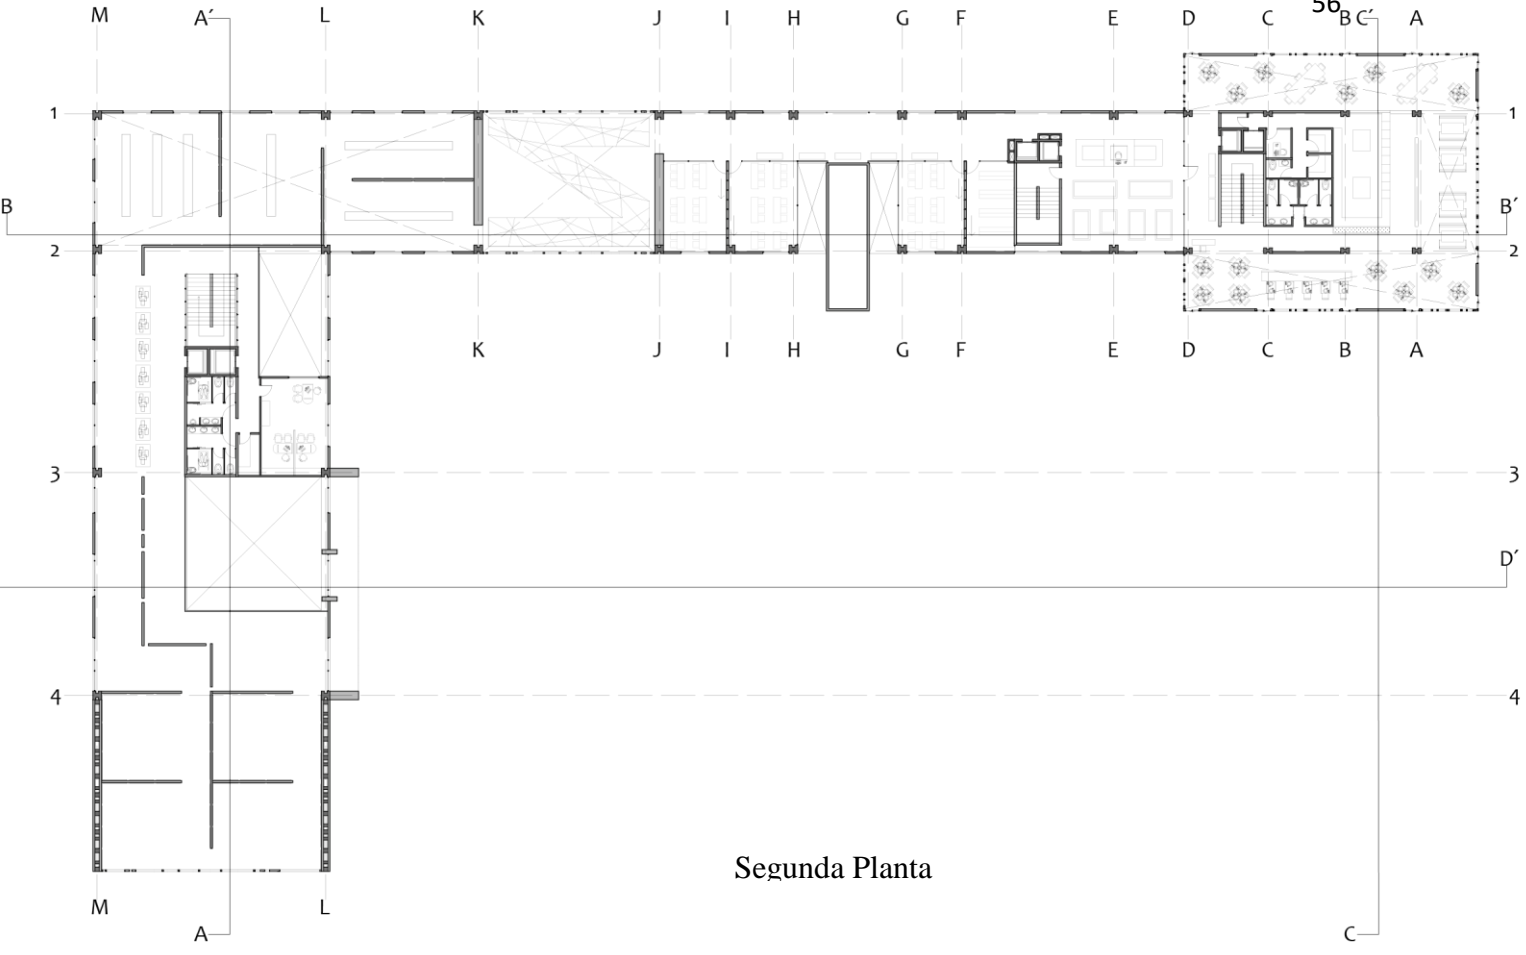 56
M A´ L K J I H G F E D C B C´ A
1 1
B B´
2 2
K J I H G F E D C B A
3 3
D´
4 4
Segunda Planta
M L
A C